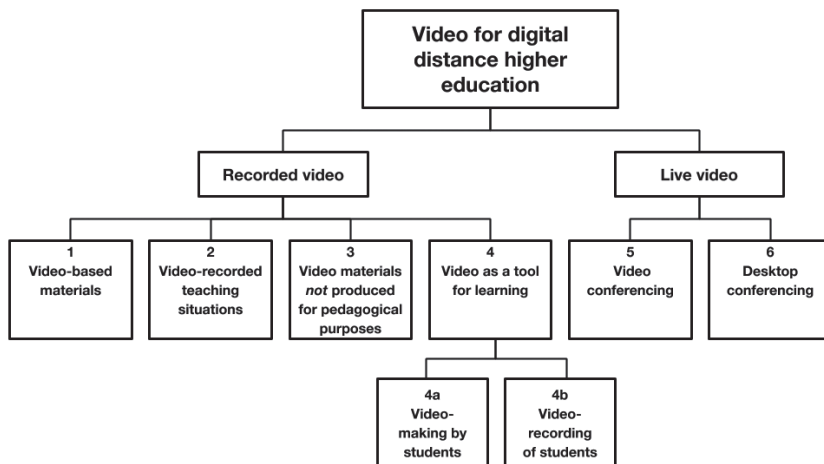 Video for digital
distance higher
education
Recorded video
Live video
1
Video-based
materials
2
Video-recorded
teaching
situations
3
Video materials
not produced
for pedagogical
purposes
4
Video as a tool
for learning
5
Video
conferencing
6
Desktop
conferencing
4a
Video-
making by
students
4b
Video-
recording
of students